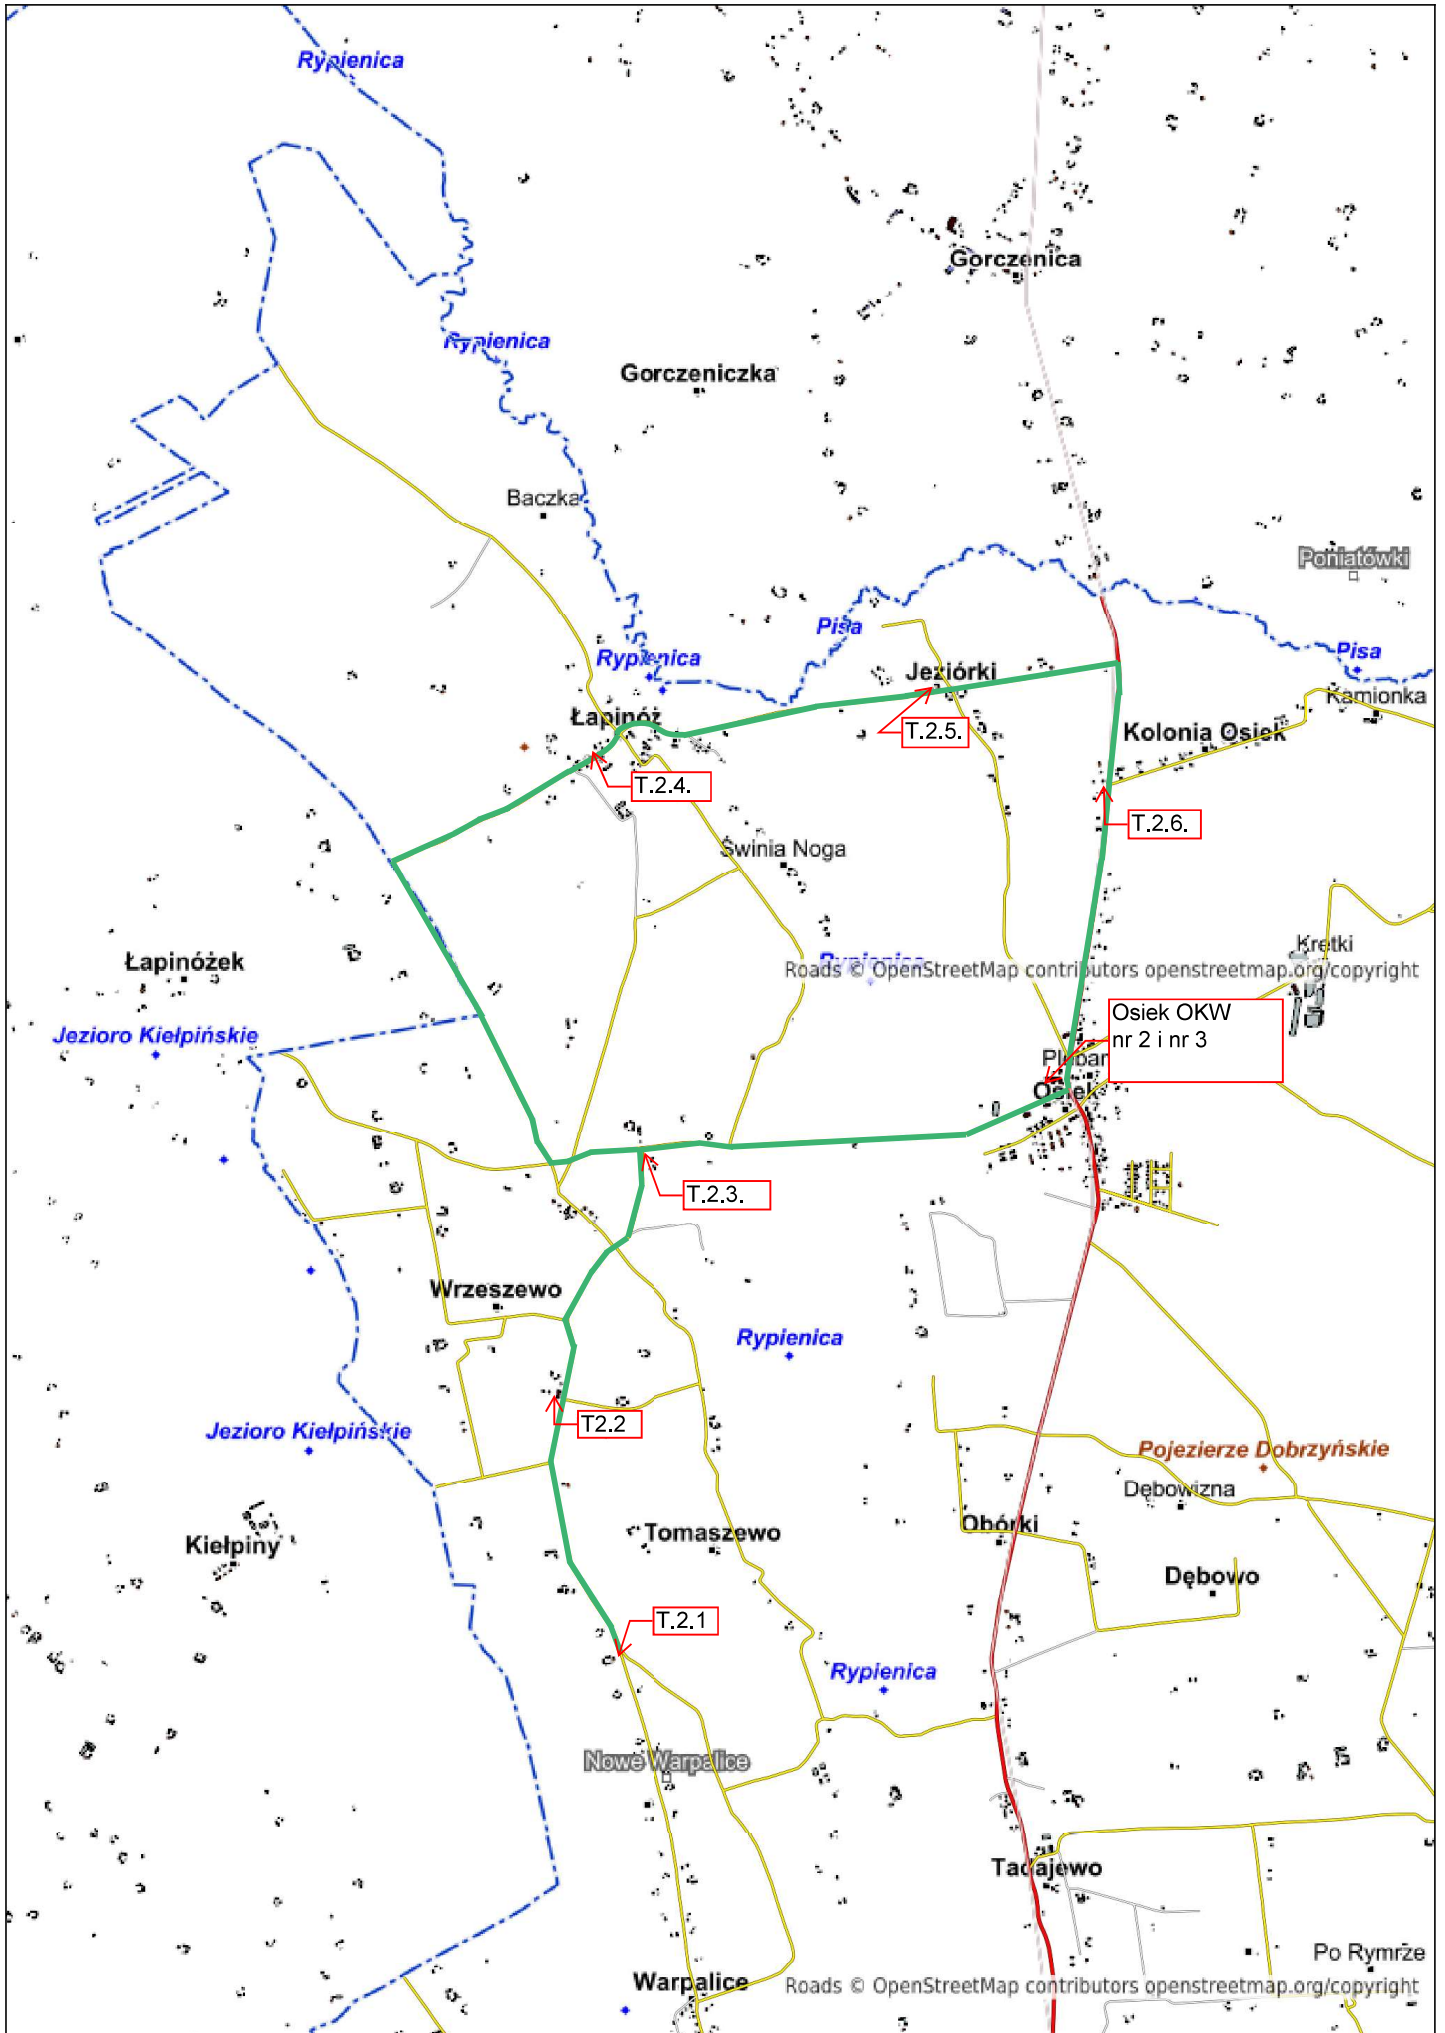 Rypienica
Gorczenica
Rypienica
Gorczeniczka
Baczka
Poniatówki
Pisa
Pisa
Rypienica
Jeziórki
Kamionka
Łapinóż
T.2.5.
Kolonia Osiek
T.2.4.
T.2.6.
Świnia Noga
Kretki
Łapinóżek
Rypienica
Roads © OpenStreetMap contributors openstreetmap.org/copyright
Osiek OKW
nr 2 i nr 3
Jezioro Kiełpińskie
Osiek
T.2.3.
Wrzeszewo
Rypienica
T2.2
Jezioro Kiełpińskie
Pojezierze Dobrzyńskie
Dębowizna
Obórki
Tomaszewo
Kiełpiny
Dębowo
T.2.1
Rypienica
Nowe Warpalice
Tadajewo
Po Rymrze
Warpalice
Roads © OpenStreetMap contributors openstreetmap.org/copyright